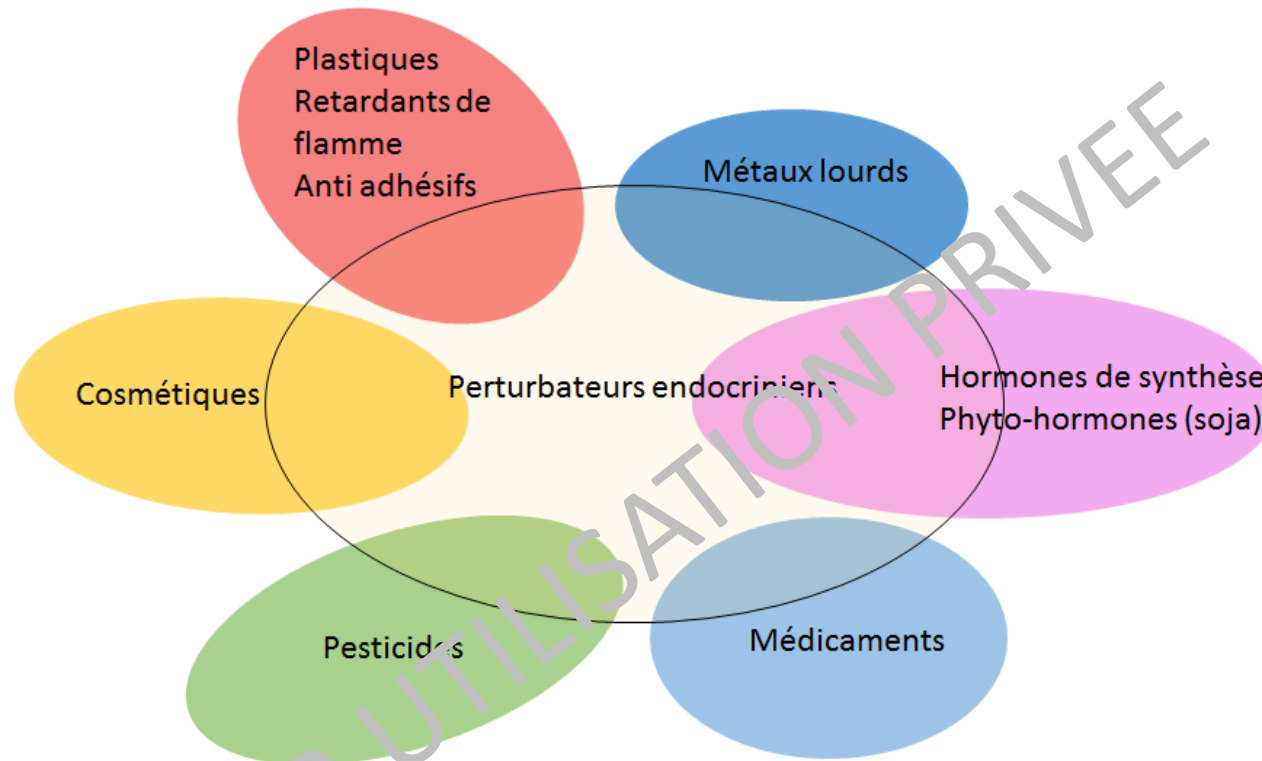 Plastiques
Retardants de
flamme
Anti adhésifs
Métaux lourds
Cosmétiques
Perturbateurs endocriniens
Hormones de synthèse
Phyto-hormones (soja)
Pesticides
Médicaments
UTILISATION PRIVEE